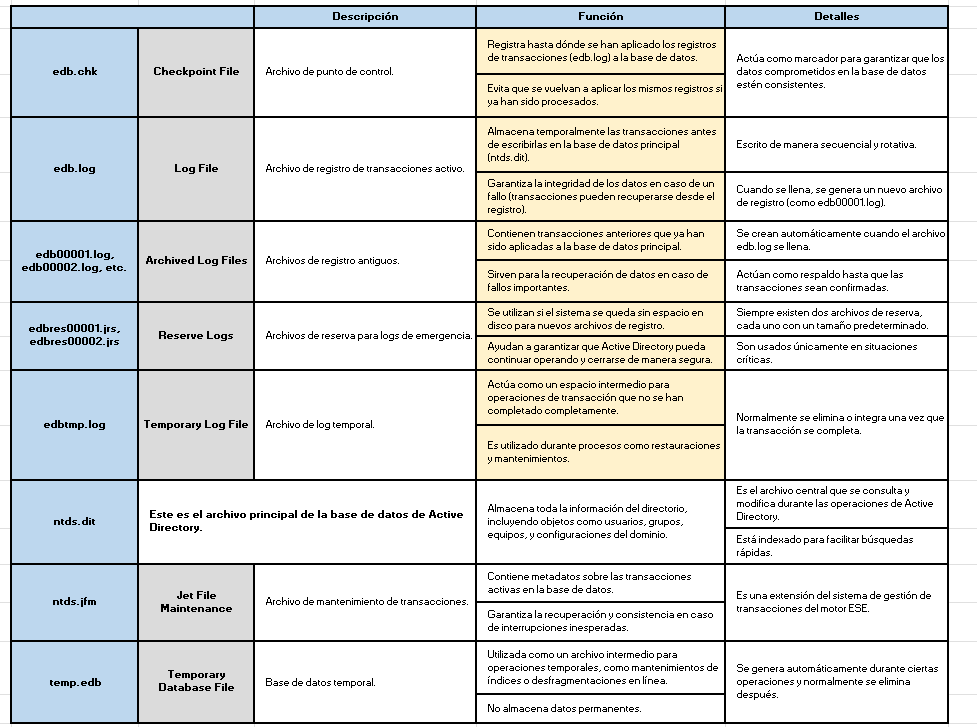 Descripción
Función
Detalles
edb.chk
Checkpoint File
Archivo de punto de control.
Registra hasta dónde se han aplicado los registros
de transacciones (edb.log) a la base de datos.
Evita que se vuelvan a aplicar los mismos registros si
ya han sido procesados.
Actúa como marcador para garantizar que los
datos comprometidos en la base de datos
estén consistentes.
edb.log
Log File
Archivo de registro de transacciones activo.
Almacena temporalmente las transacciones antes
de escribirlas en la base de datos principal
(ntds.dit).
Garantiza la integridad de los datos en caso de un
fallo (transacciones pueden recuperarse desde el
registro).
Escrito de manera secuencial y rotativa.
Cuando se llena, se genera un nuevo archivo
de registro (como edb00001.log).
edb00001.log,
edb00002.log, etc.
Archived Log Files
Archivos de registro antiguos.
Contienen transacciones anteriores que ya han
sido aplicadas a la base de datos principal.
Sirven para la recuperación de datos en caso de
fallos importantes.
Se crean automáticamente cuando el archivo
edb.log se llena.
Actúan como respaldo hasta que las
transacciones sean confirmadas.
edbres00001.jrs,
edbres00002.jrs
Reserve Logs
Archivos de reserva para logs de emergencia.
Se utilizan si el sistema se queda sin espacio en
disco para nuevos archivos de registro.
Ayudan a garantizar que Active Directory pueda
continuar operando y cerrarse de manera segura.
Siempre existen dos archivos de reserva,
cada uno con un tamaño predeterminado.
Son usados únicamente en situaciones
críticas.
edbtmp.log
Temporary Log File
Archivo de log temporal.
Actúa como un espacio intermedio para
operaciones de transacción que no se han
completado completamente.
Es utilizado durante procesos como restauraciones
y mantenimientos.
Normalmente se elimina o integra una vez que
la transacción se completa.
ntds.dit
Este es el archivo principal de la base de datos de Active
Directory.
Almacena toda la información del directorio,
incluyendo objetos como usuarios, grupos,
equipos, y configuraciones del dominio.
Es el archivo central que se consulta y
modifica durante las operaciones de Active
Directory.
Está indexado para facilitar búsquedas
rápidas.
ntds.jfm
Jet File
Maintenance
Archivo de mantenimiento de transacciones.
Contiene metadatos sobre las transacciones
activas en la base de datos.
Garantiza la recuperación y consistencia en caso
de interrupciones inesperadas.
Es una extensión del sistema de gestión de
transacciones del motor ESE.
temp.edb
Temporary
Database File
Base de datos temporal.
Utilizada como un archivo intermedio para
operaciones temporales, como mantenimientos de
índices o desfragmentaciones en línea.
No almacena datos permanentes.
Se genera automáticamente durante ciertas
operaciones y normalmente se elimina
después.